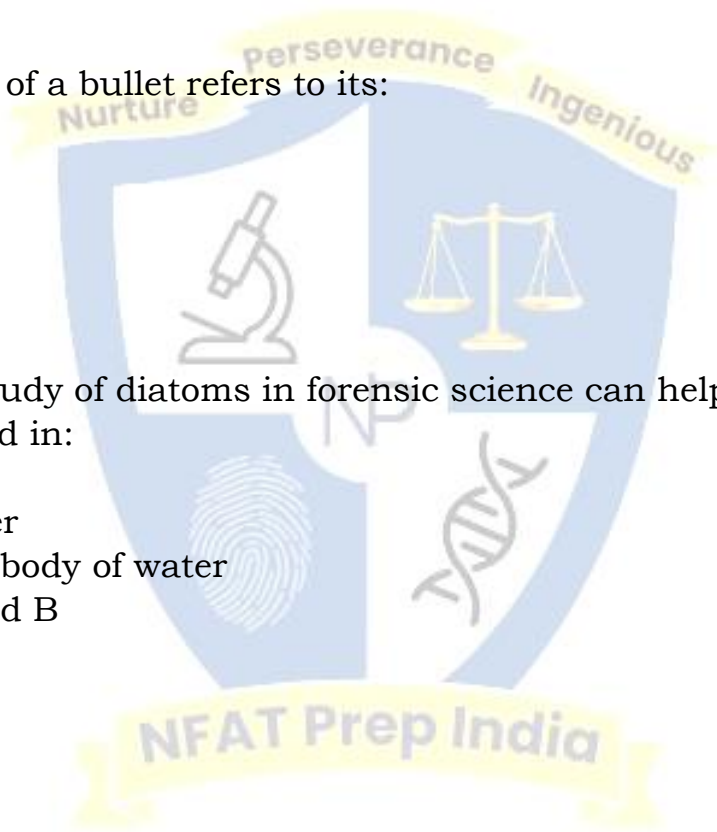 Perseverance
of a bullet refers to its:
Nurture
Ingenious
udy of diatoms in forensic science can help
d in:
NP
er
body of water
d B
NFAT Prep India